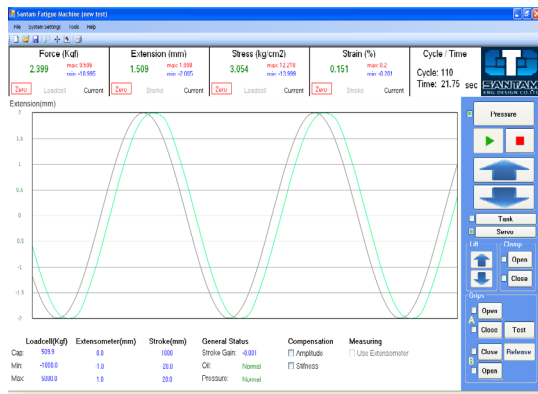 Santam Fatigue Machine (new test)
File System Settings Tools Help
Force (Kgf) Extension (mm) Stress (kg/cm2) Strain (%) Cycle / Time
2.399 max: 9.596 min: -10.995 1.509 max: 1.998 min: -2.005 3.054 max: 12.218 min: -13.999 0.151 max: 0.2 min: -0.201 Cycle: 110
Time: 21.75 sec
Zero Loadcell Current Zero Stroke Current Zero Loadcell Current Zero Stroke Current
SANTAM
ENG. DESIGN CO. LTD
Extension(mm)
2
1.5
1
0.5
0
0.5
-1
-1.5
-2
Pressure
Tank
Servo
Lift Clamp
Open
Close
Grips
Open
A
Close Test
Close Release
B
Open
Loadcell(Kgf) Extensometer(mm) Stroke(mm) General Status Compensation Measuring
Cap: 509.9 0.0 1000 Stroke Gain: -0.001 Amplitude Use Extensometer
Min: -1000.0 1.0 20.0 Oil: Normal Stiffness
Max: 5000.0 1.0 20.0 Pressure: Normal